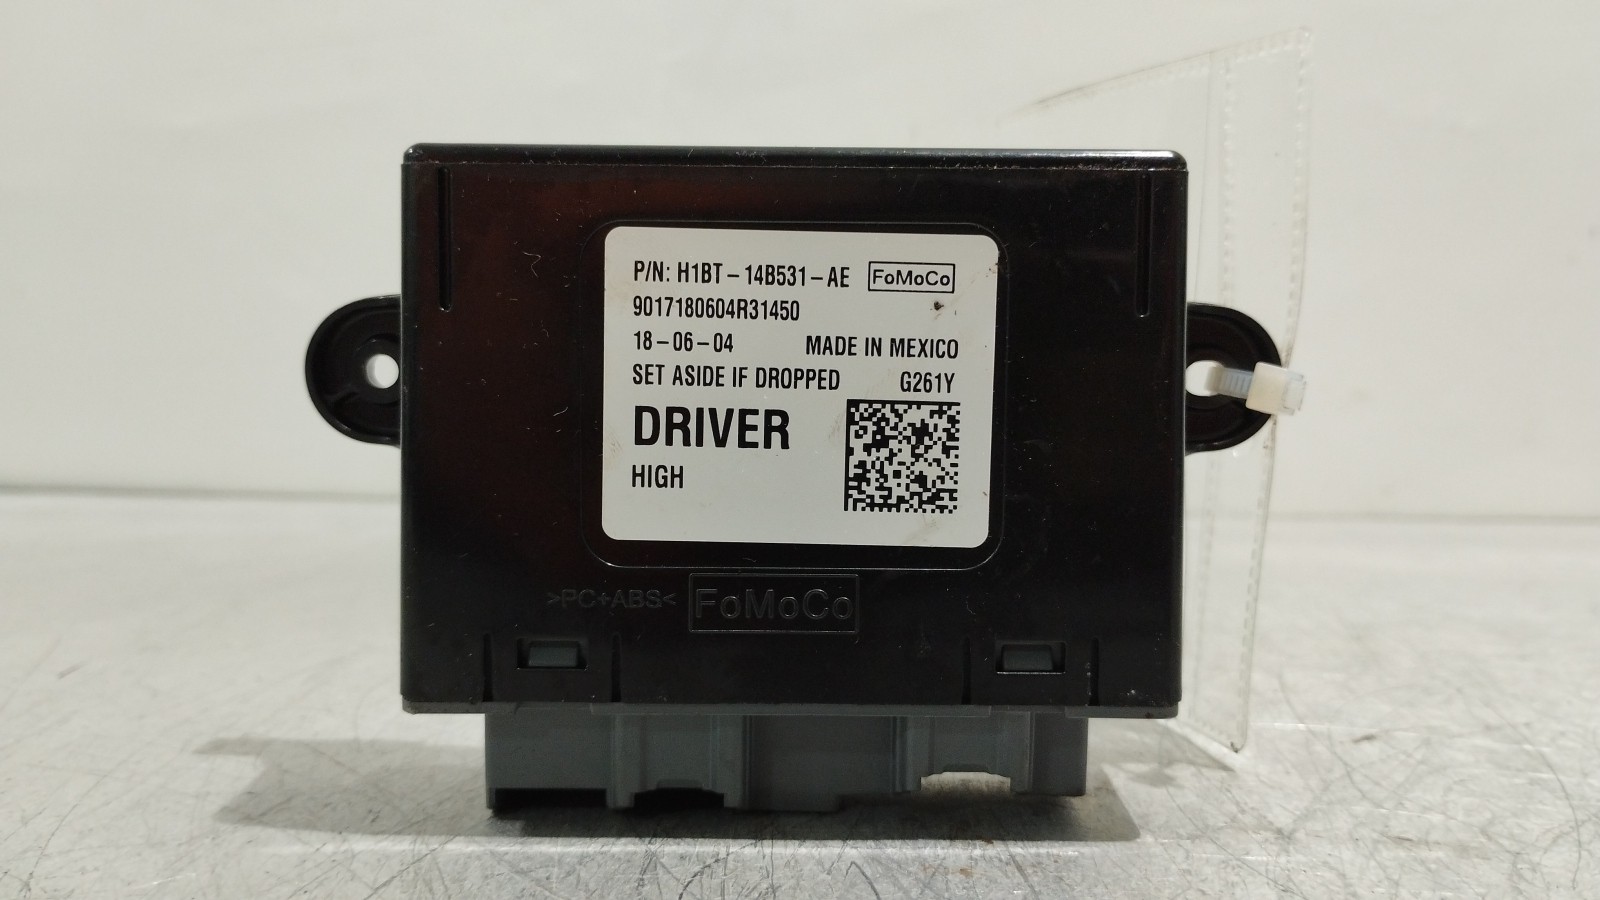 P/N: H1BT-14B531-AE FoMoCo
9017180604R31450
18-06-04 MADE IN MEXICO
SET ASIDE IF DROPPED G261Y
DRIVER
HIGH
>PC+ABS< FoMoCo